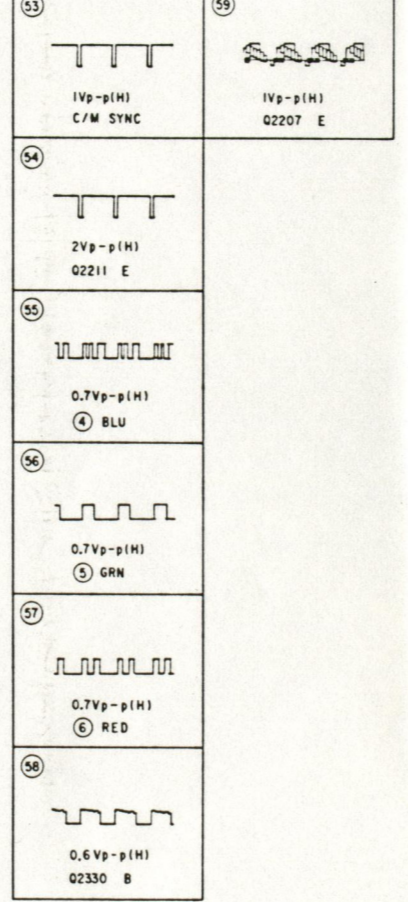 53
1Vp-p(H)
C/M SYNC
59
1Vp-p(H)
Q2207 E
54
2Vp-p(H)
Q2211 E
55
0.7Vp-p(H)
4 BLU
56
0.7Vp-p(H)
5 GRN
57
0.7Vp-p(H)
6 RED
58
0.6Vp-p(H)
Q2330 B